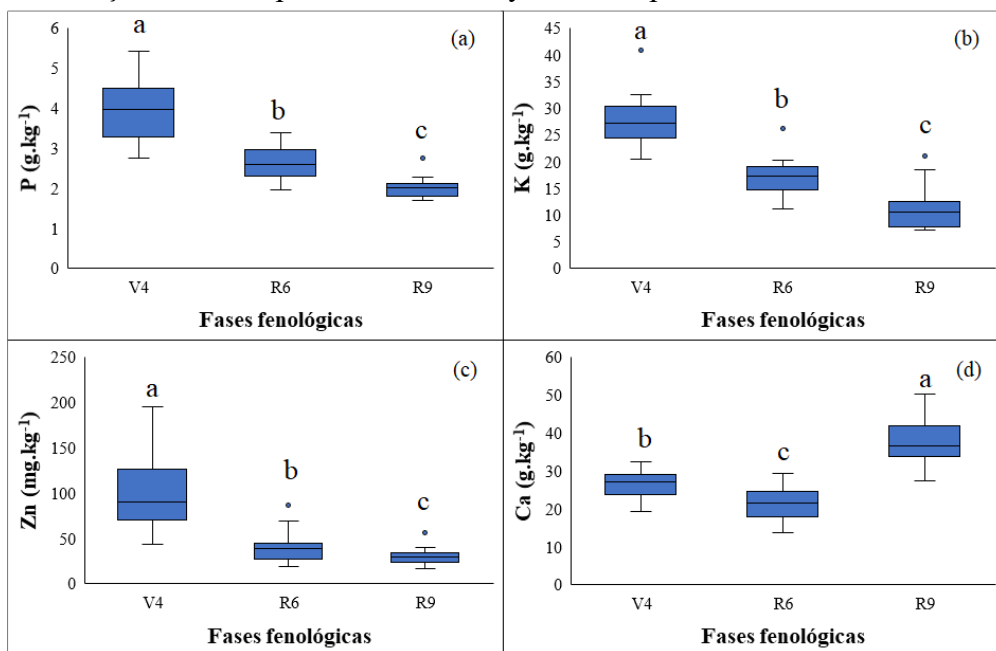 (a)
P (g.kg-1)
6
5
4
3
2
1
0
a
b
c
V4 R6 R9
Fases fenológicas
(b)
K (g.kg-1)
45
40
35
30
25
20
15
10
5
0
a
b
c
V4 R6 R9
Fases fenológicas
(c)
Zn (mg.kg-1)
250
200
150
100
50
0
a
b
c
V4 R6 R9
Fases fenológicas
(d)
Ca (g.kg-1)
60
50
40
30
20
10
0
b
c
a
V4 R6 R9
Fases fenológicas